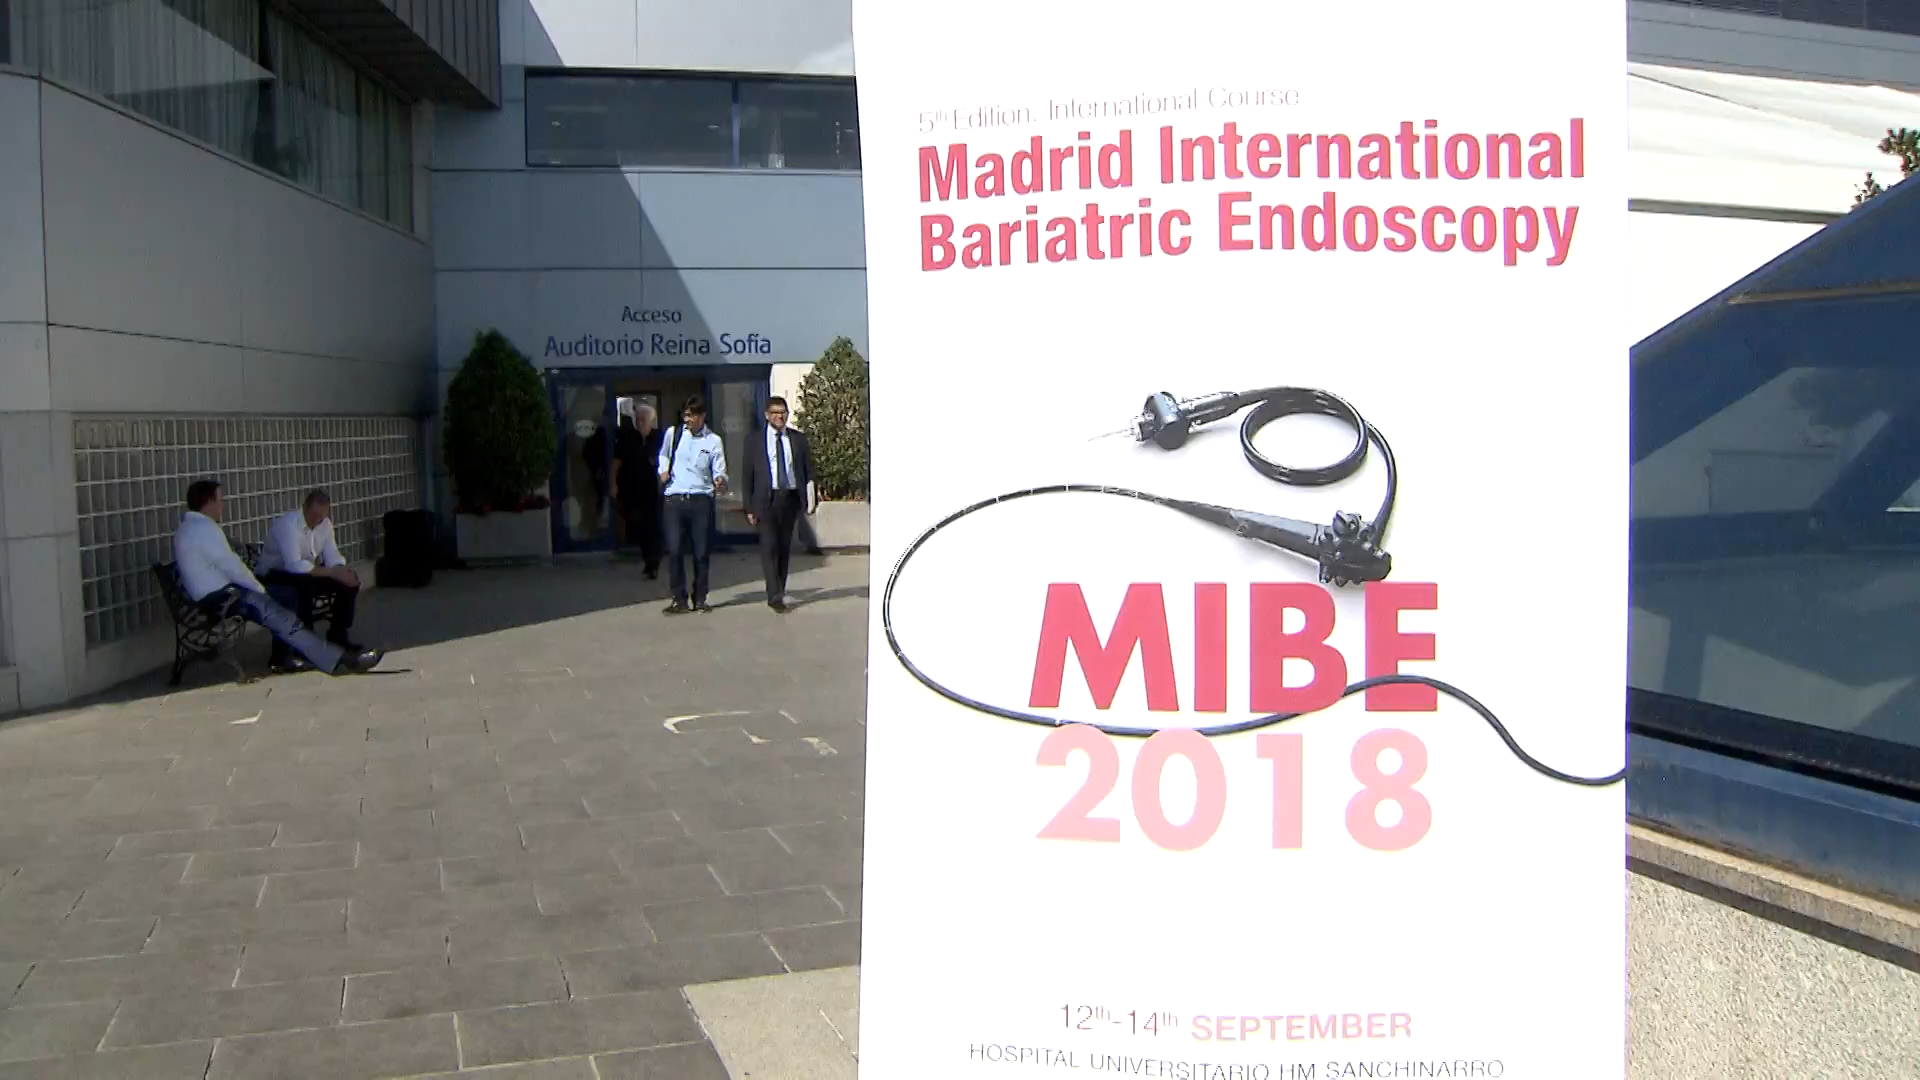 Acceso
Auditorio Reina Sofía
5th Edition. International Course
Madrid International
Bariatric Endoscopy
MIBE
2018
12th-14th SEPTEMBER
HOSPITAL UNIVERSITARIO HM SANCHINARRO